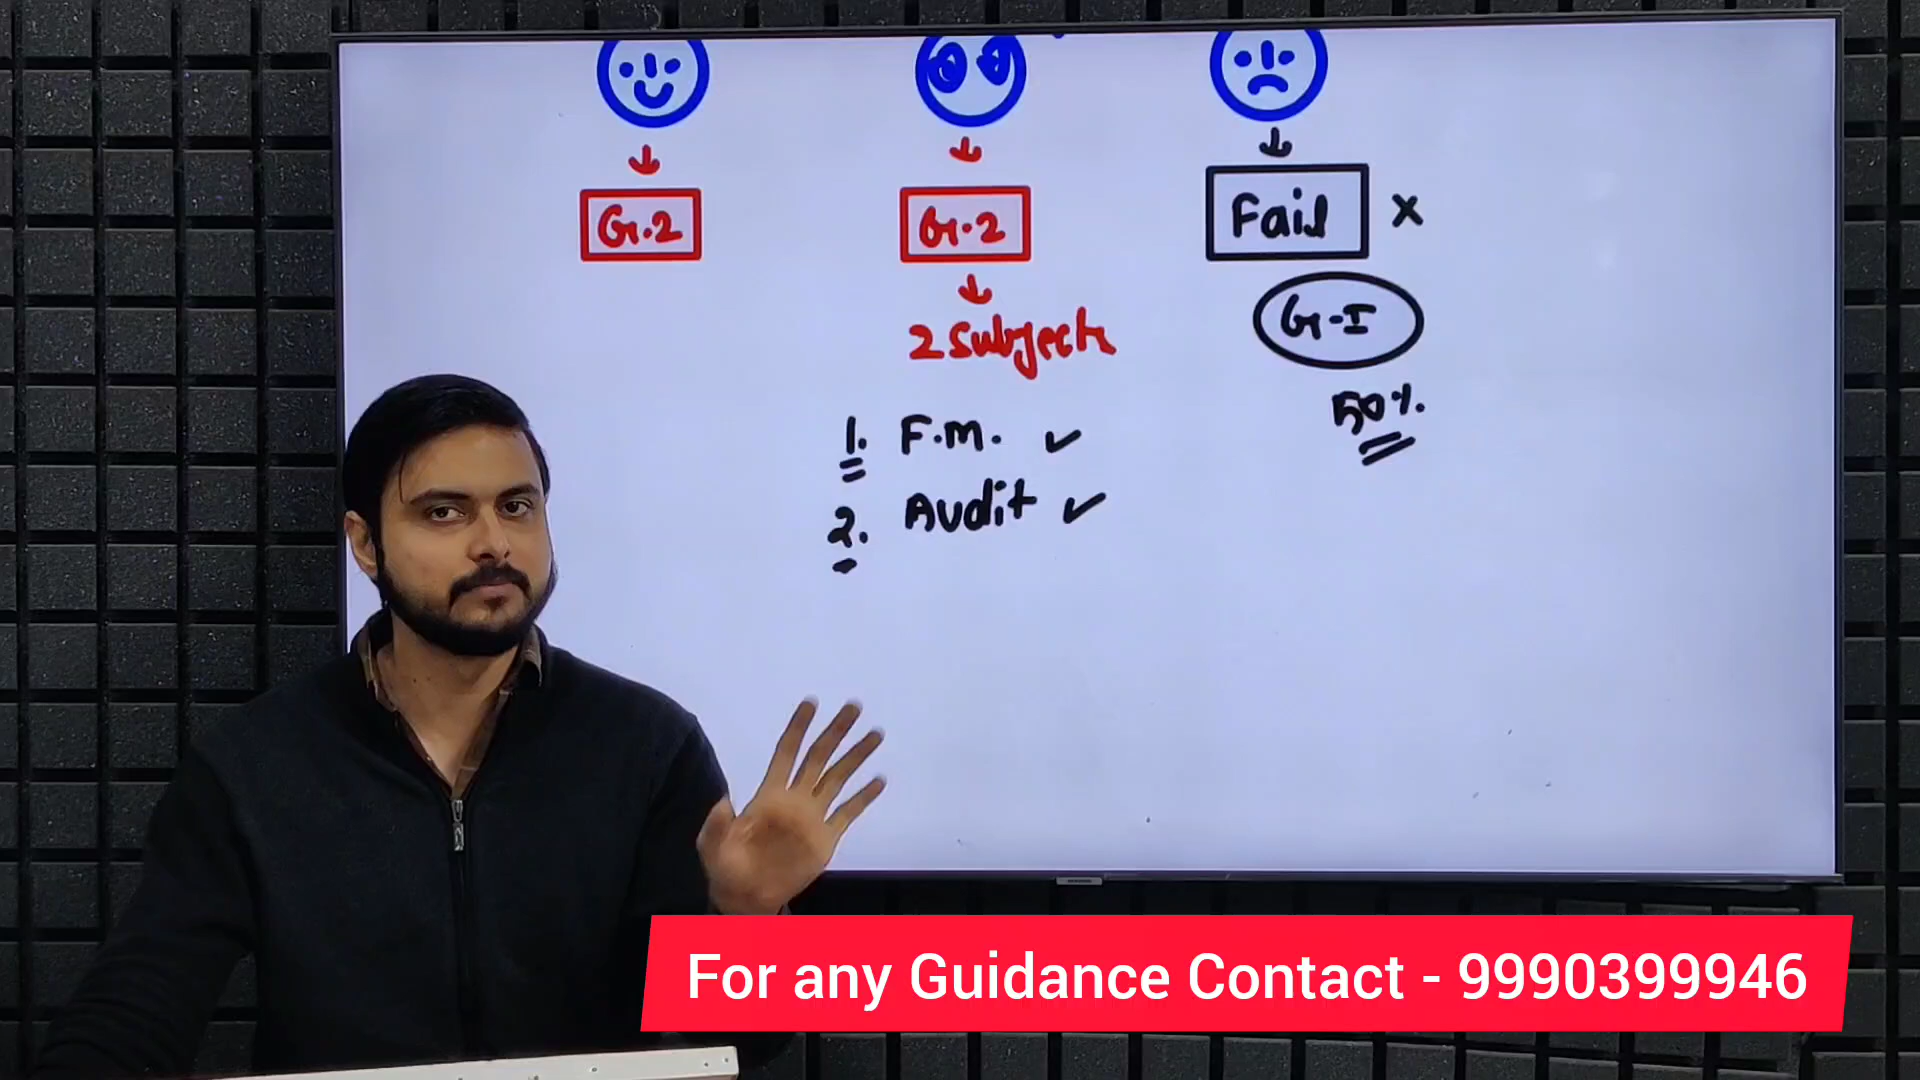 G.2
G.2
Fail x
G-I
2 Subjects
50%.
1. F.M. ✓
2. Audit ✓
For any Guidance Contact - 9990399946